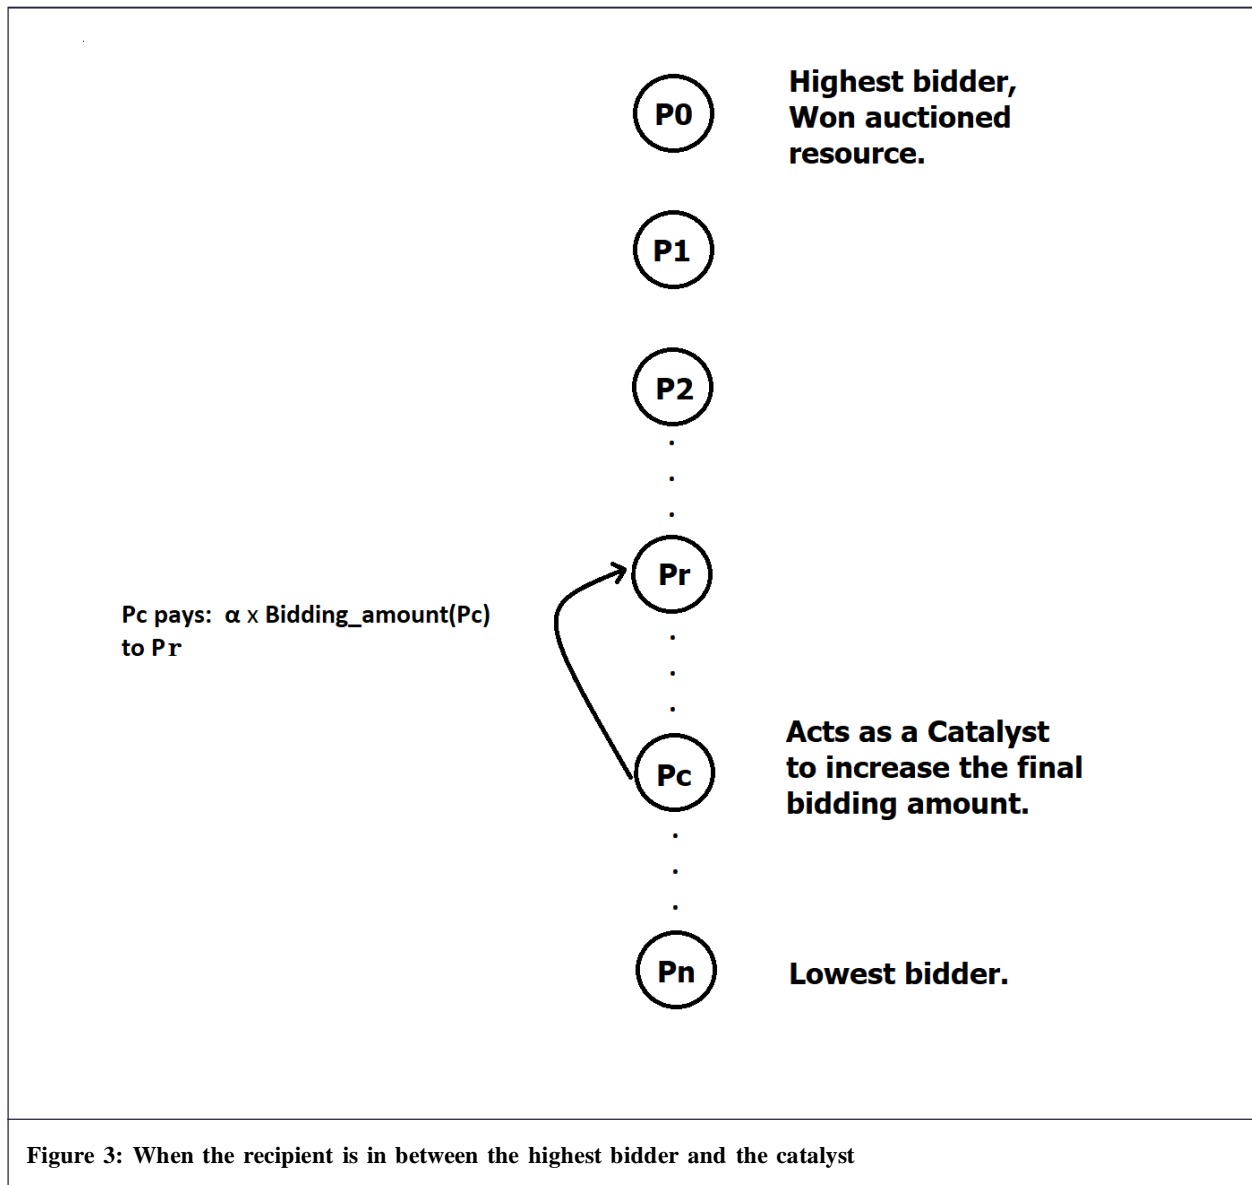 P0
Highest bidder,
Won auctioned
resource.
P1
P2
Pr
Pc pays: α x Bidding_amount(Pc)
to Pr
Pc
Acts as a Catalyst
to increase the final
bidding amount.
Pn
Lowest bidder.
Figure 3: When the recipient is in between the highest bidder and the catalyst